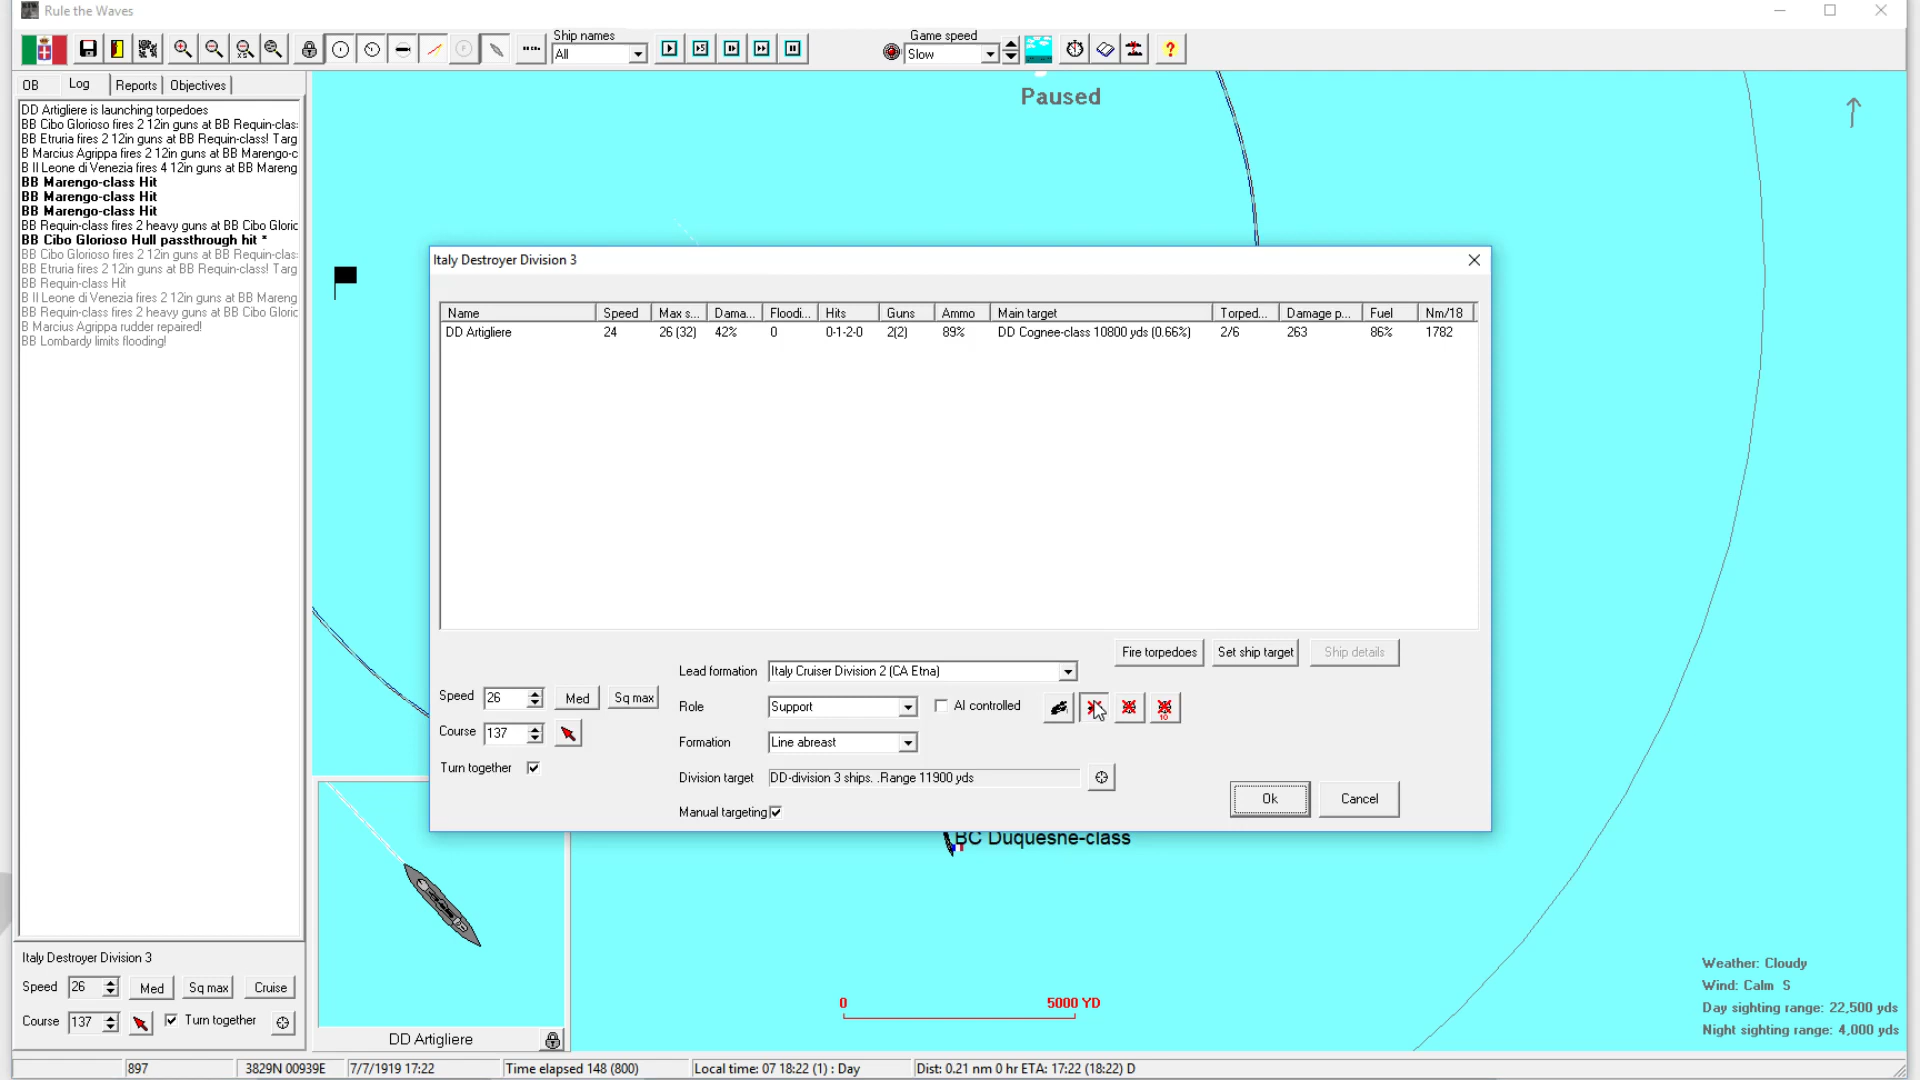 Rule the Waves
Ship names
All
Game speed
Slow
OB
Log
Reports
Objectives
DD Artigliere is launching torpedoes
BB Cibo Glorioso fires 2 12in guns at BB Requin-clas
BB Etruria fires 2 12in guns at BB Requin-class! Targ
B Marcius Agrippa fires 2 12in guns at BB Marengo-c
B Il Leone di Venezia fires 4 12in guns at BB Mareng
BB Marengo-class Hit
BB Marengo-class Hit
BB Marengo-class Hit
BB Requin-class fires 2 heavy guns at BB Cibo Gloric
BB Cibo Glorioso Hull passthrough hit *
BB Cibo Glorioso fires 2 12in guns at BB Requin-clas
BB Etruria fires 2 12in guns at BB Requin-class! Targ
BB Requin-class Hit
B Il Leone di Venezia fires 2 12in guns at BB Mareng
BB Requin-class fires 2 heavy guns at BB Cibo Gloric
B Marcius Agrippa rudder repaired!
BB Lombardy limits flooding!
Paused
Italy Destroyer Division 3
Name Speed Max s... Dama... Floodi... Hits Guns Ammo Main target Torped... Damage p... Fuel Nm/18
DD Artigliere 24 26 (32) 42% 0 0-1-2-0 2(2) 89% DD Cognee-class 10800 yds (0.66%) 2/6 263 86% 1782
Fire torpedoes
Set ship target
Ship details
Lead formation Italy Cruiser Division 2 (CA Etna)
Speed 26 Med Sq max
Role Support
AI controlled
10
Course 137
Formation Line abreast
Turn together
Division target DD-division 3 ships. .Range 11900 yds
Manual targeting
Ok
Cancel
BC Duquesne-class
Italy Destroyer Division 3
Speed 26 Med Sq max Cruise
Course 137 Turn together
DD Artigliere
0 5000 YD
Weather: Cloudy
Wind: Calm S
Day sighting range: 22,500 yds
Night sighting range: 4,000 yds
897 3829N 00939E 7/7/1919 17:22 Time elapsed 148 (800) Local time: 07 18:22 (1) : Day Dist: 0.21 nm 0 hr ETA: 17:22 (18:22) D